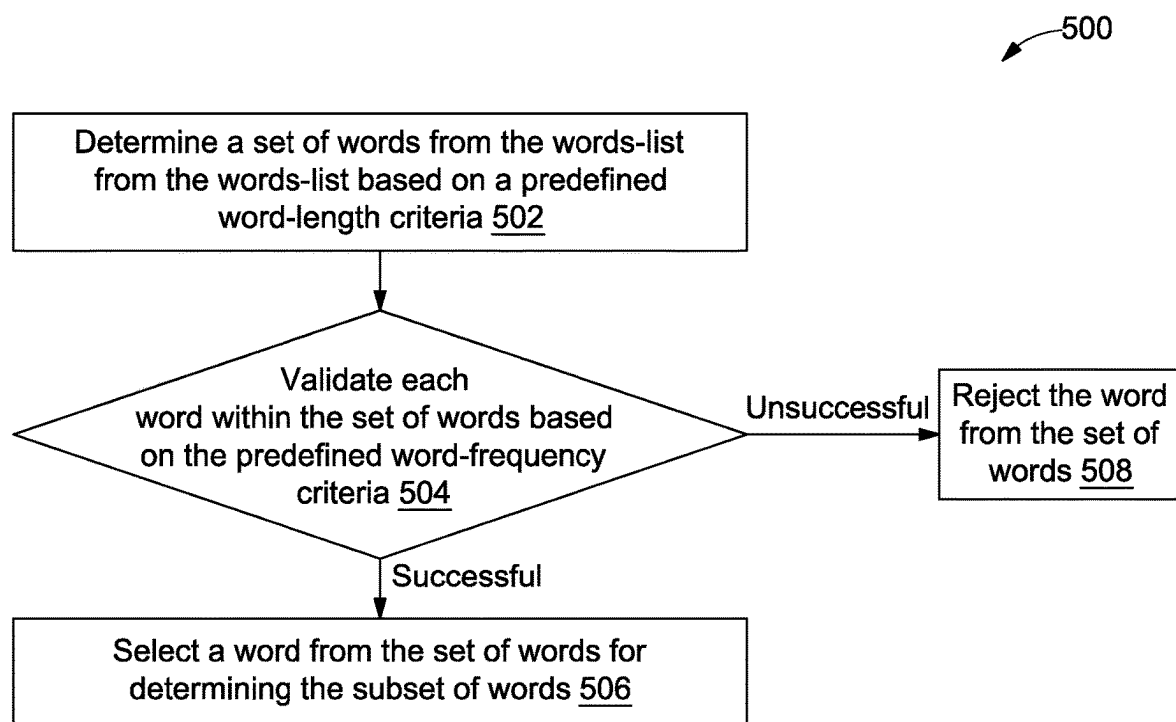 500
Determine a set of words from the words-list
from the words-list based on a predefined
word-length criteria 502
Validate each
word within the set of words based
on the predefined word-frequency
criteria 504
Unsuccessful
Reject the word
from the set of
words 508
Successful
Select a word from the set of words for
determining the subset of words 506